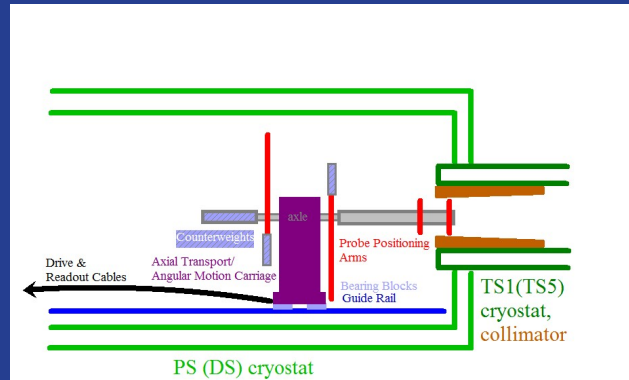 axle
Counterweights
Probe Positioning
Arms
Drive &
Readout Cables
Axial Transport/
Angular Motion Carriage
Bearing Blocks
Guide Rail
TS1(TS5)
cryostat,
collimator
PS (DS) cryostat